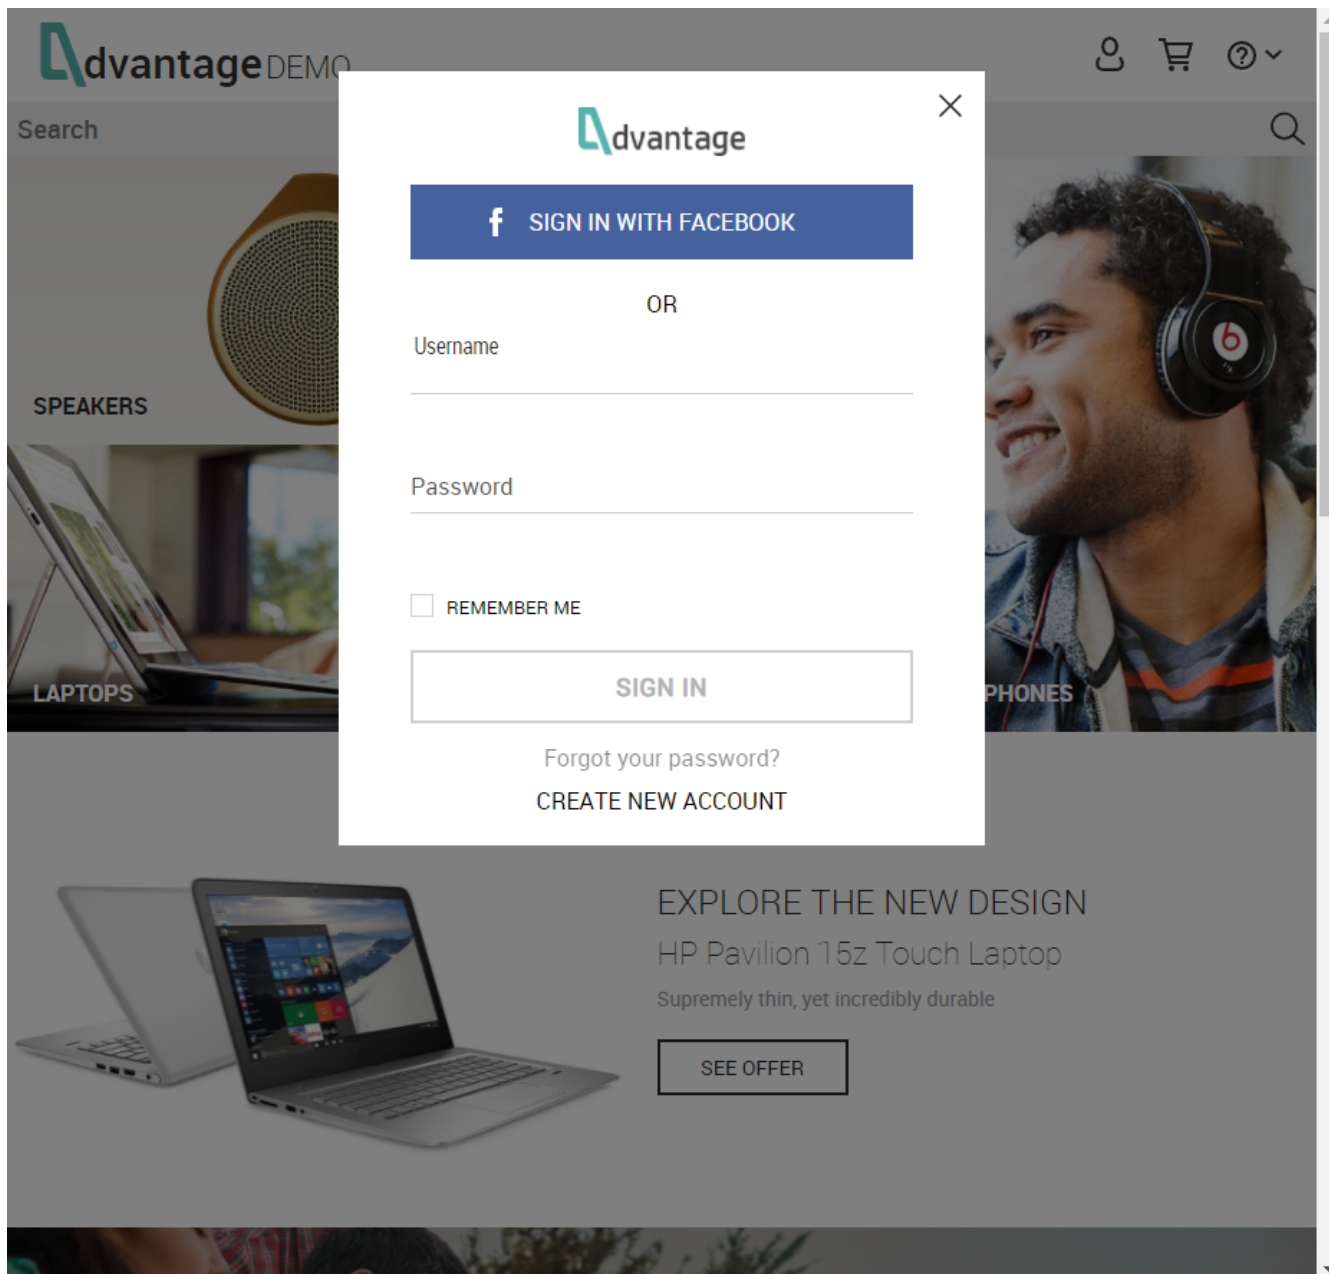 dvantage DEMO
Search
dvantage
f SIGN IN WITH FACEBOOK
OR
Username
SPEAKERS
Password
REMEMBER ME
SIGN IN
LAPTOPS
PHONES
Forgot your password?
CREATE NEW ACCOUNT
EXPLORE THE NEW DESIGN
HP Pavilion 15z Touch Laptop
Supremely thin, yet incredibly durable
SEE OFFER